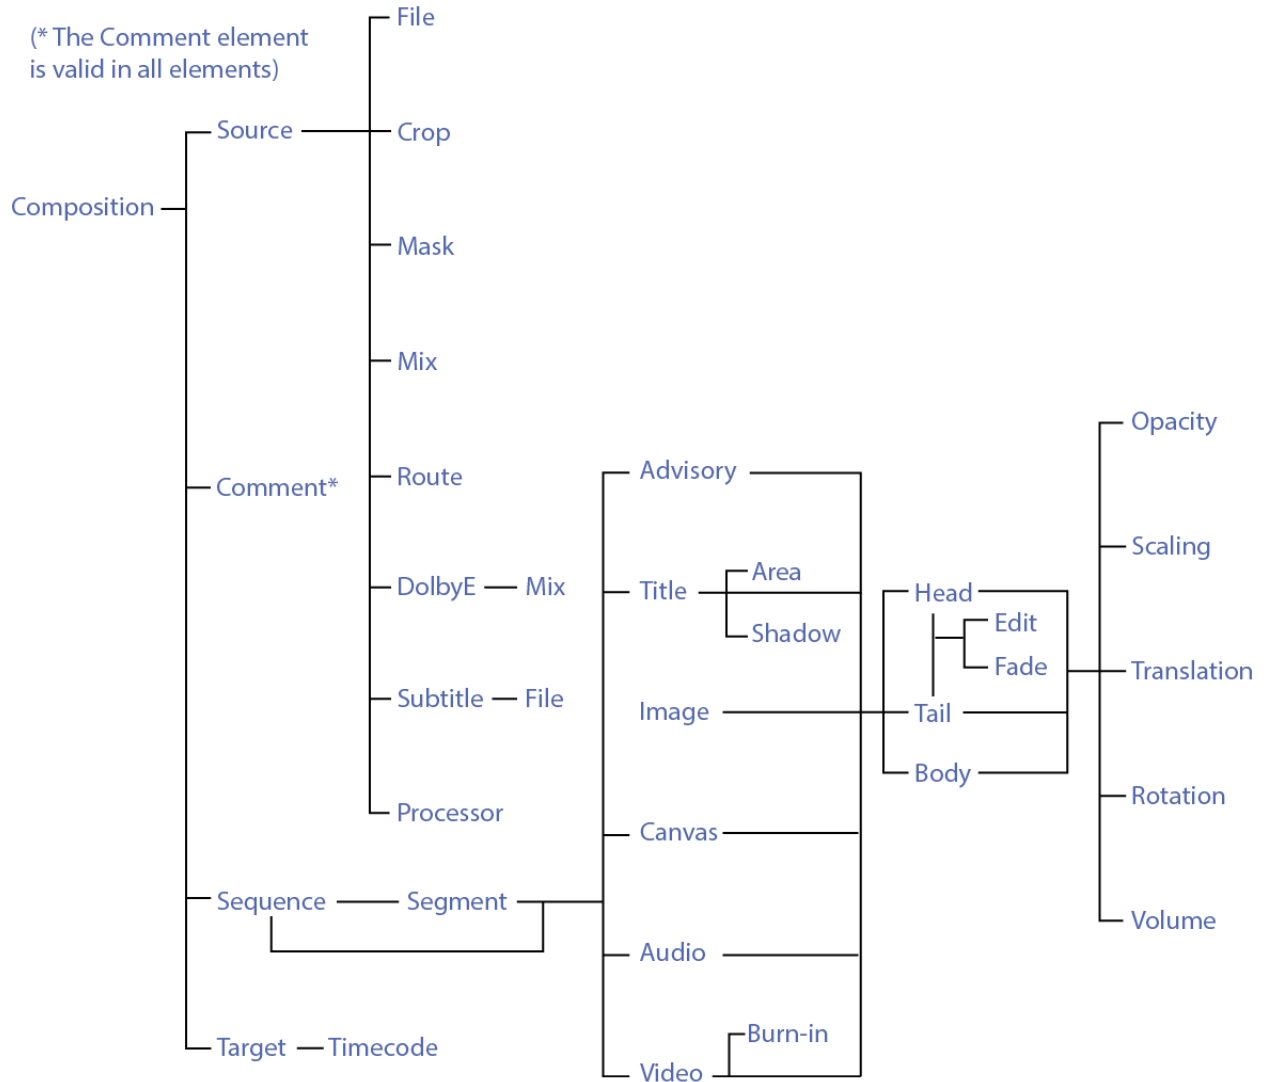 (* The Comment element
is valid in all elements)
Composition
Source
Comment*
Sequence
Target
Timecode
File
Crop
Mask
Mix
Route
DolbyE
Mix
Subtitle
File
Processor
Segment
Advisory
Title
Area
Shadow
Image
Canvas
Audio
Video
Burn-in
Head
Edit
Fade
Tail
Body
Opacity
Scaling
Translation
Rotation
Volume